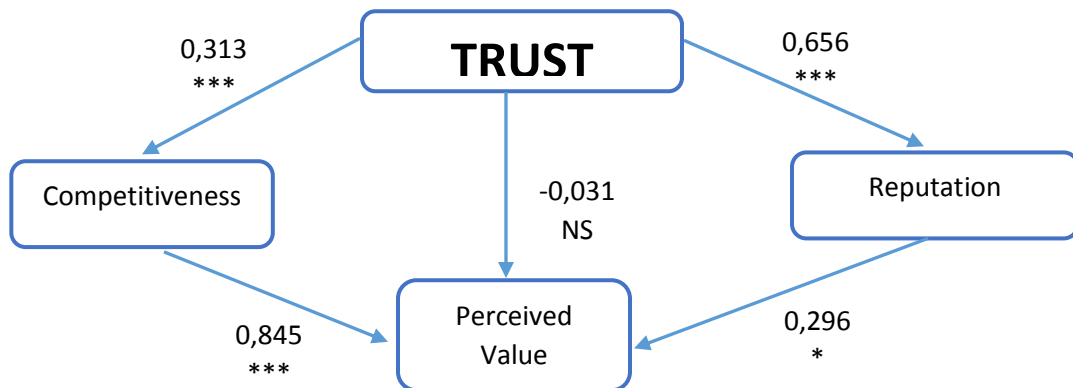 0,313
***
TRUST
0,656
***
Competitiveness
-0,031
NS
Reputation
0,845
***
Perceived
Value
0,296
*